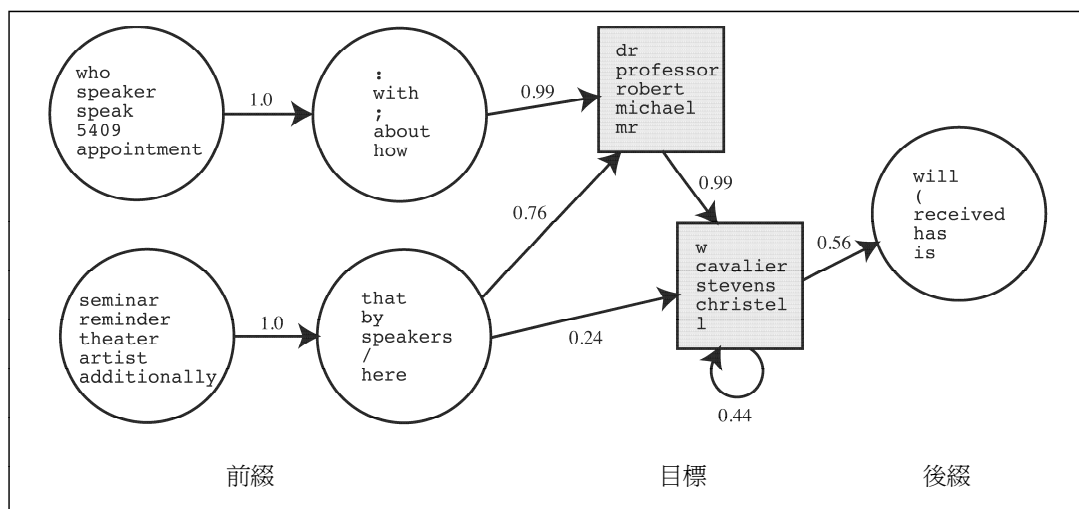 who
speaker
speak
5409
appointment
1.0
:
with
;
about
how
0.99
dr
professor
robert
michael
mr
0.76
0.99
seminar
reminder
theater
artist
additionally
1.0
that
by
speakers
/
here
0.24
w
cavalier
stevens
christel
l
0.44
0.56
will
(
received
has
is
前綴
目標
後綴